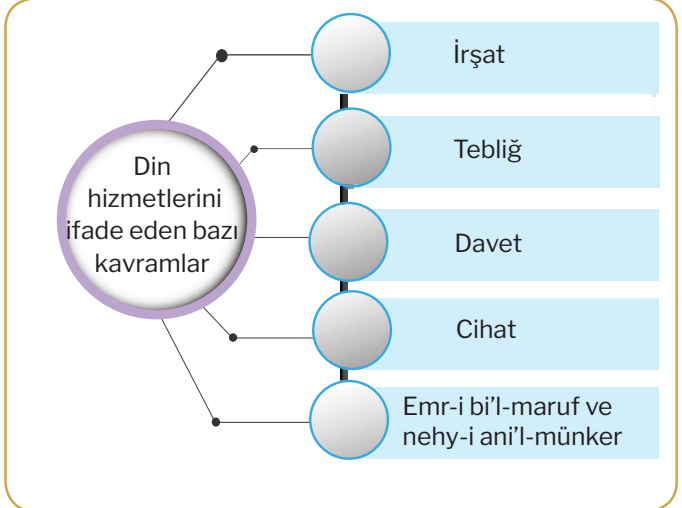 Din
hizmetlerini
ifade eden bazı
kavramlar
İrşat
Tebliğ
Davet
Cihat
Emr-i bi’l-maruf ve
nehy-i ani’l-münker